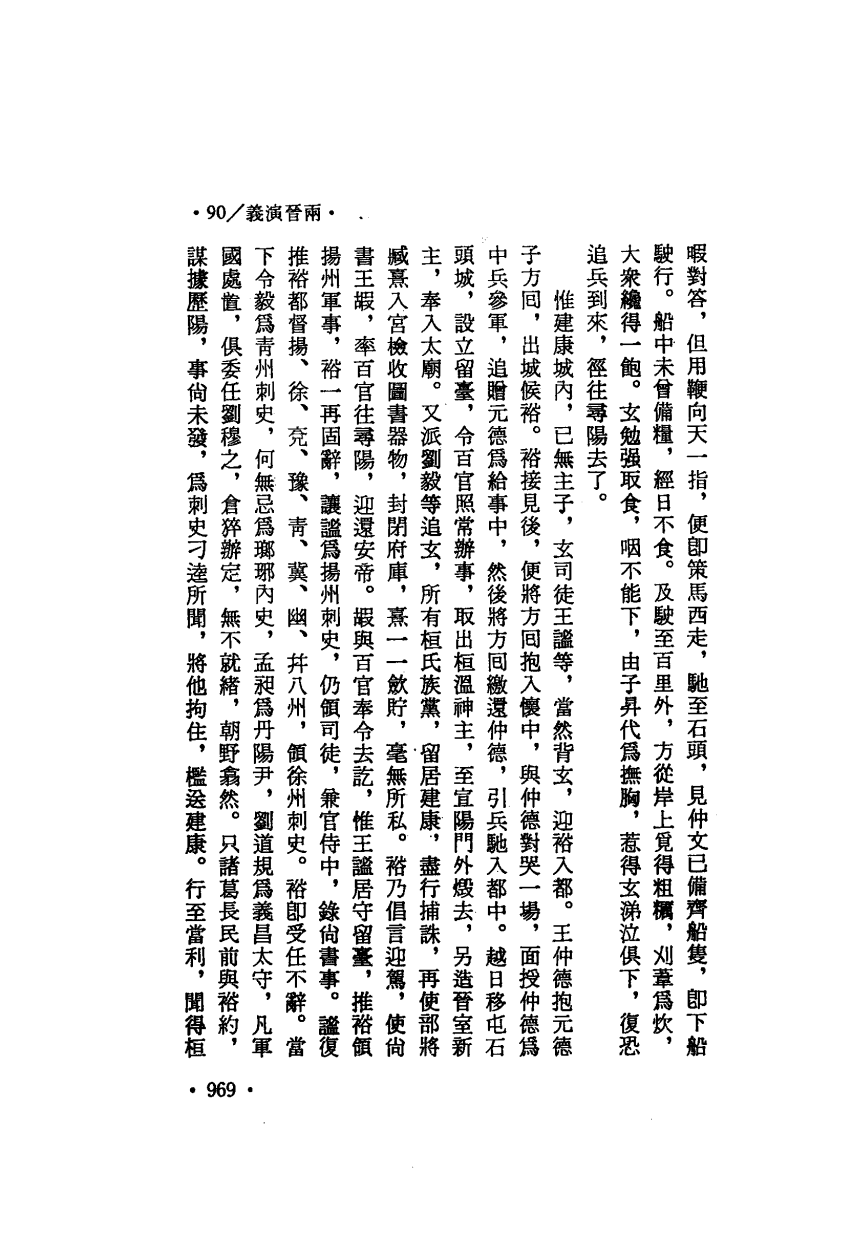 ·90／義演晉兩·
暇對答，但用鞭向天一指，便卽策馬西走，馳至石頭，見仲文已備齊船隻，卽下船
駛行。船中未曾備糧，經日不食。及駛至百里外，方從岸上覓得粗糲，刈葦爲炊，
大衆纔得一飽。玄勉强取食，咽不能下，由子昇代爲撫胸，惹得玄涕泣俱下，復恐
追兵到來，徑往尋陽去了。
惟建康城內，已無主子，玄司徒王謐等，當然背玄，迎裕入都。王仲德抱元德
子方回，出城候裕。裕接見後，便將方回抱入懷中，與仲德對哭一場，面授仲德爲
中兵參軍，追贈元德爲給事中，然後將方回繳還仲德，引兵馳入都中。越日移屯石
頭城，設立留臺，令百官照常辦事，取出桓溫神主，至宣陽門外燬去，另造晉室新
主，奉入太廟。又派劉毅等追玄，所有桓氏族黨，留居建康，盡行捕誅，再使部將
臧熹入宮檢收圖書器物，封閉府庫，熹一一斂貯，毫無所私。裕乃倡言迎駕，使尙
書王嘏，率百官往尋陽，迎還安帝。嘏與百官奉令去訖，惟王謐居守留臺，推裕領
揚州軍事，裕一再固辭，讓謐爲揚州刺史，仍領司徒，兼官侍中，錄尙書事。謐復
推裕都督揚、徐、兗、豫、靑、冀、幽、幷八州，領徐州刺史。裕卽受任不辭。當
下令毅爲靑州刺史，何無忌爲瑯琊內史，孟昶爲丹陽尹，劉道規爲義昌太守，凡軍
國處置，俱委任劉穆之，倉猝辦定，無不就緖，朝野翕然。只諸葛長民前與裕約，
謀據歷陽，事尙未發，爲刺史刁逵所聞，將他拘住，檻送建康。行至當利，聞得桓
·969·